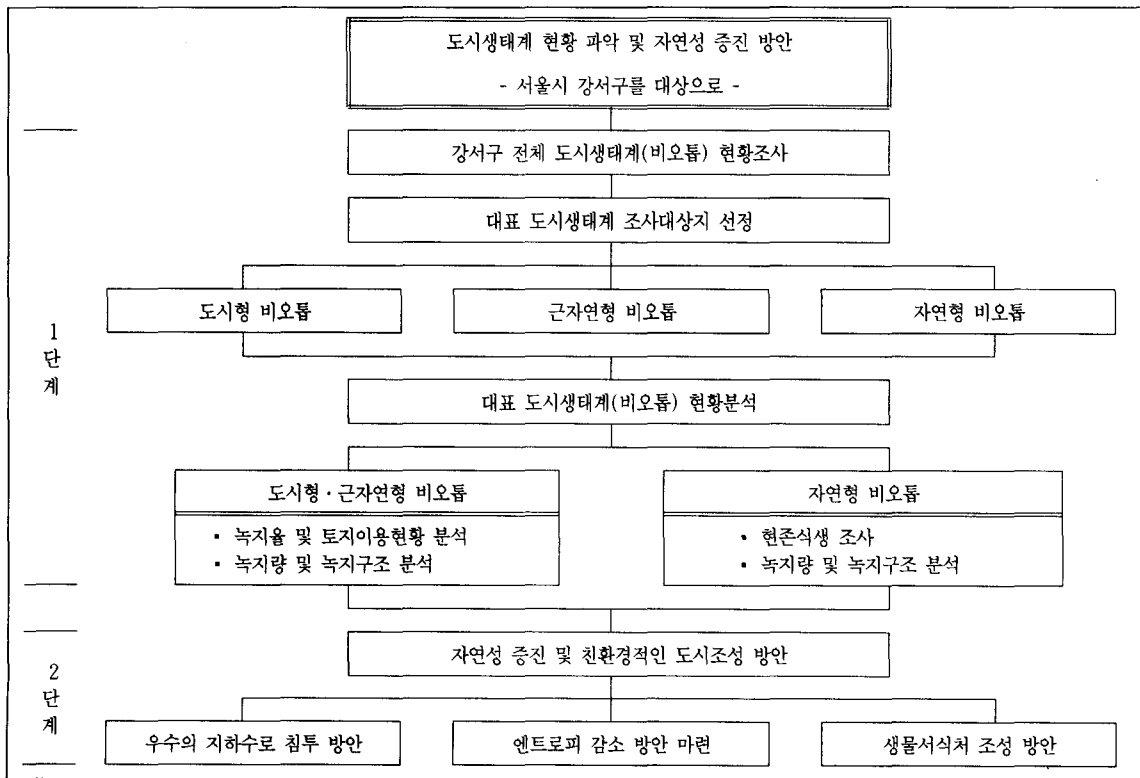 도시생태계 현황 파악 및 자연성 증진 방안
- 서울시 강서구를 대상으로 -
강서구 전체 도시생태계(비오톱) 현황조사
대표 도시생태계 조사대상지 선정
도시형 비오톱
근자연형 비오톱
자연형 비오톱
1
단
계
대표 도시생태계(비오톱) 현황분석
도시형·근자연형 비오톱
▪ 녹지율 및 토지이용현황 분석
▪ 녹지량 및 녹지구조 분석
자연형 비오톱
▪ 현존식생 조사
▪ 녹지량 및 녹지구조 분석
2
단
계
자연성 증진 및 친환경적인 도시조성 방안
우수의 지하수로 침투 방안
엔트로피 감소 방안 마련
생물서식처 조성 방안